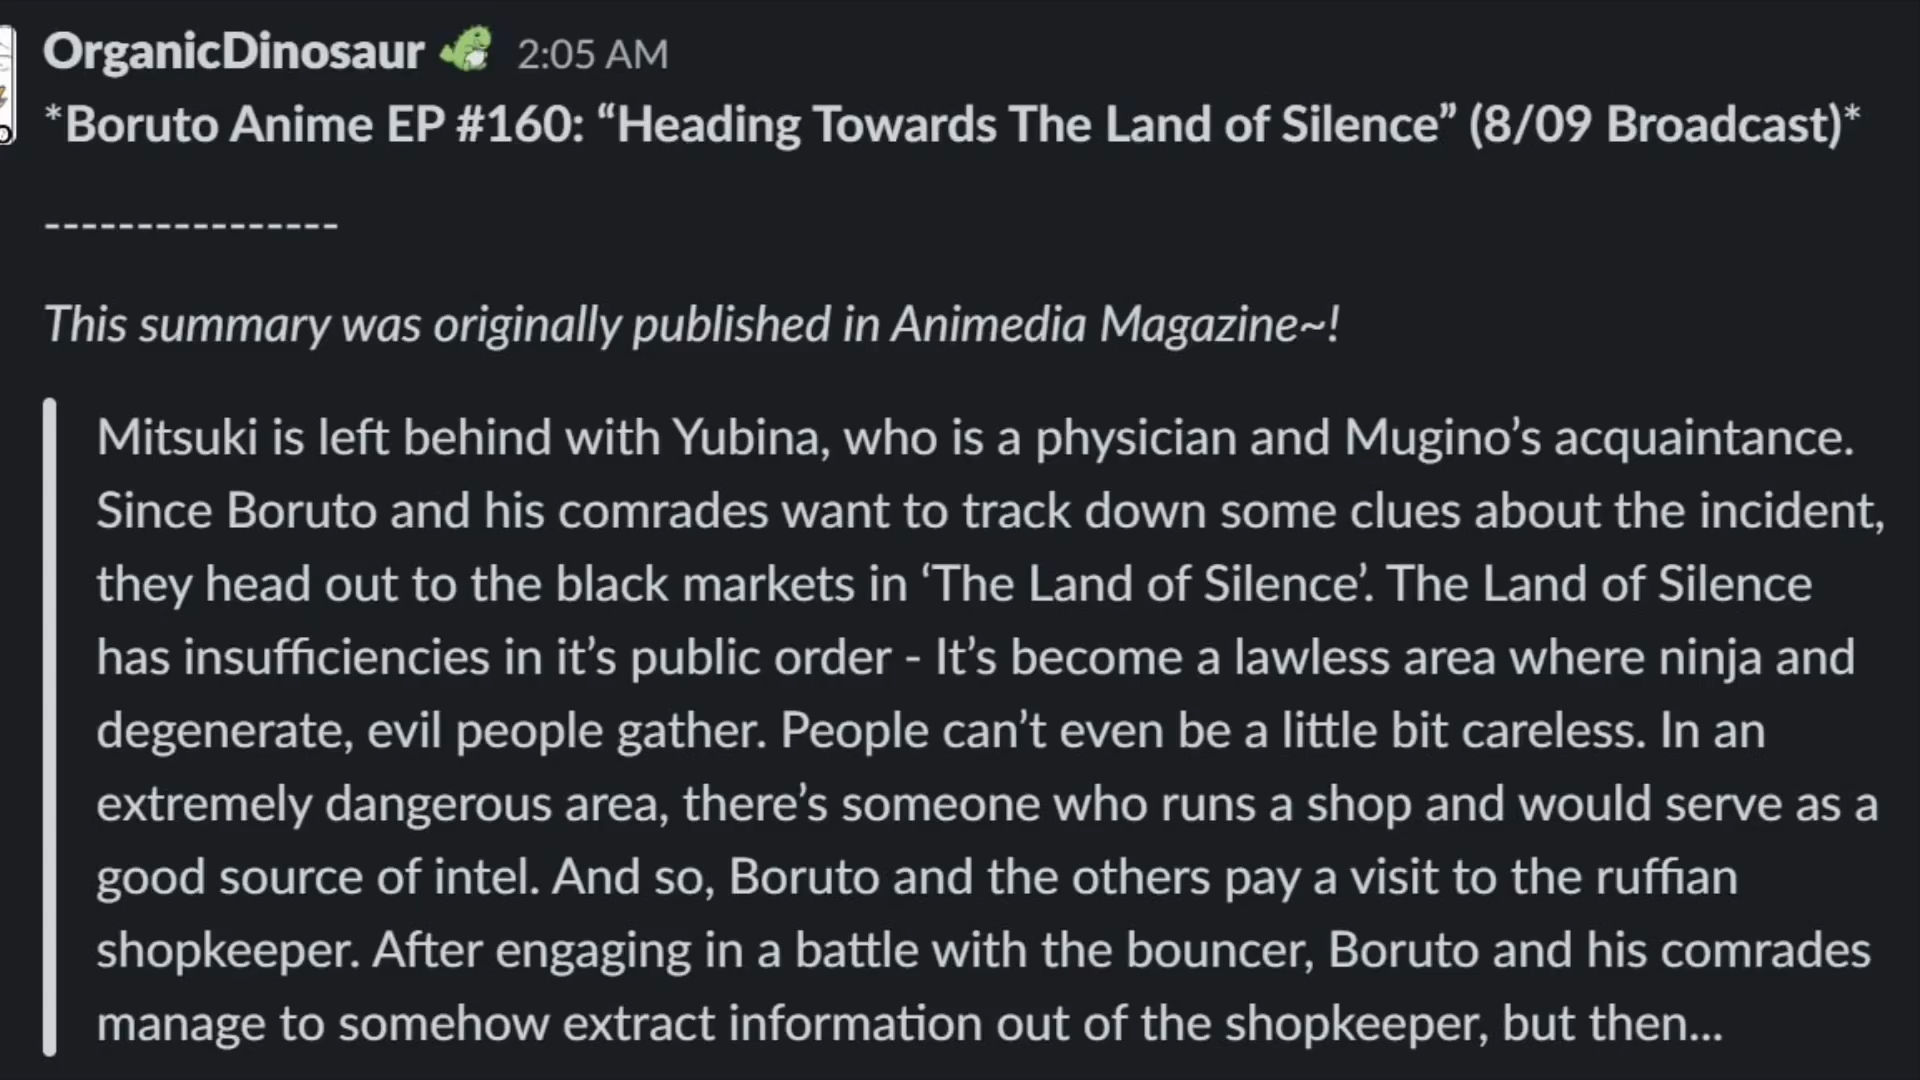 OrganicDinosaur 2:05 AM
*Boruto Anime EP #160: “Heading Towards The Land of Silence” (8/09 Broadcast)*
----------------
This summary was originally published in Animedia Magazine~!
Mitsuki is left behind with Yubina, who is a physician and Mugino’s acquaintance.
Since Boruto and his comrades want to track down some clues about the incident,
they head out to the black markets in ‘The Land of Silence’. The Land of Silence
has insufficiencies in it’s public order - It’s become a lawless area where ninja and
degenerate, evil people gather. People can’t even be a little bit careless. In an
extremely dangerous area, there’s someone who runs a shop and would serve as a
good source of intel. And so, Boruto and the others pay a visit to the ruffian
shopkeeper. After engaging in a battle with the bouncer, Boruto and his comrades
manage to somehow extract information out of the shopkeeper, but then...